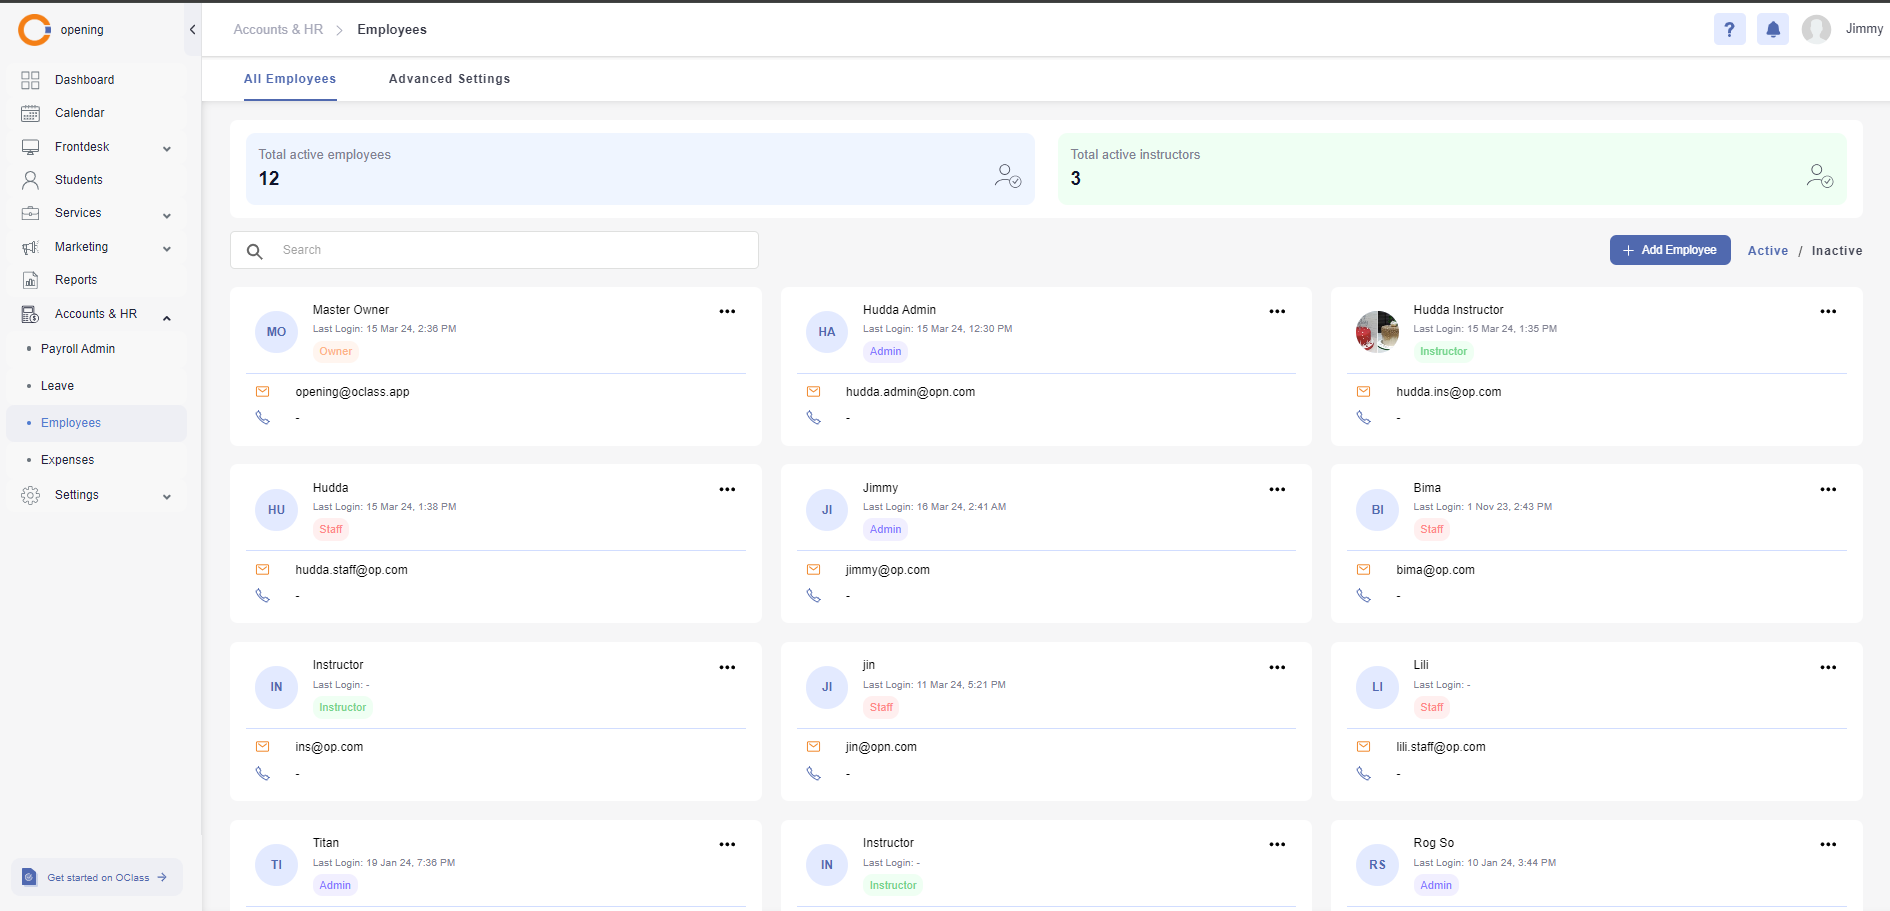 opening
Dashboard
Calendar
Frontdesk
Students
Services
Marketing
Reports
Accounts & HR
Payroll Admin
Leave
Employees
Expenses
Settings
Get started on OClass
Accounts & HR > Employees
?
Jimmy
All Employees Advanced Settings
Total active employees
12
Total active instructors
3
Search
+ Add Employee
Active / Inactive
MO
Master Owner
Last Login: 15 Mar 24, 2:36 PM
Owner
opening@oclass.app
-
HA
Hudda Admin
Last Login: 15 Mar 24, 12:30 PM
Admin
hudda.admin@opn.com
-
Hudda Instructor
Last Login: 15 Mar 24, 1:35 PM
Instructor
hudda.ins@op.com
-
HU
Hudda
Last Login: 15 Mar 24, 1:38 PM
Staff
hudda.staff@op.com
-
JI
Jimmy
Last Login: 16 Mar 24, 2:41 AM
Admin
jimmy@op.com
-
BI
Bima
Last Login: 1 Nov 23, 2:43 PM
Staff
bima@op.com
-
IN
Instructor
Last Login: -
Instructor
ins@op.com
-
JI
jin
Last Login: 11 Mar 24, 5:21 PM
Staff
jin@opn.com
-
LI
Lili
Last Login: -
Staff
lili.staff@op.com
-
TI
Titan
Last Login: 19 Jan 24, 7:36 PM
Admin
IN
Instructor
Last Login: -
Instructor
RS
Rog So
Last Login: 10 Jan 24, 3:44 PM
Admin